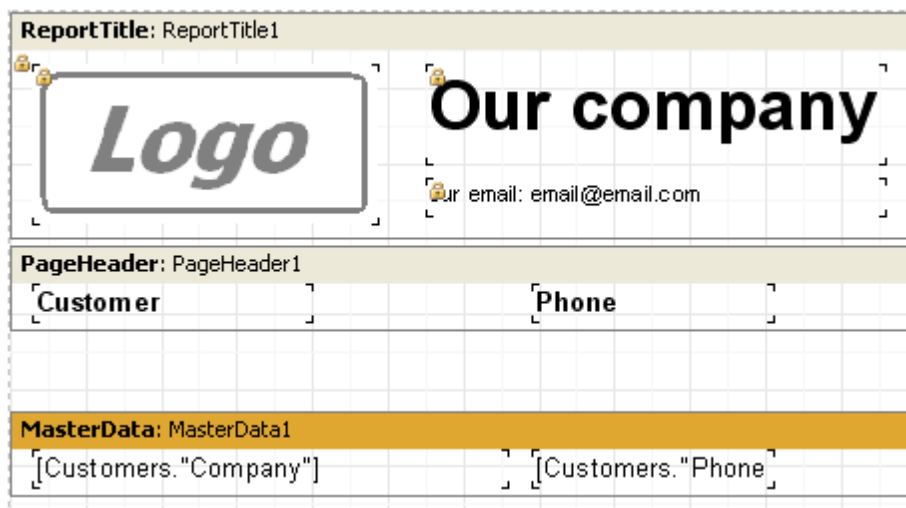 ReportTitle: ReportTitle1
Logo
Our company
ur email: email@email.com
PageHeader: PageHeader1
Customer Phone
MasterData: MasterData1
[Customers."Company"] [Customers."Phone